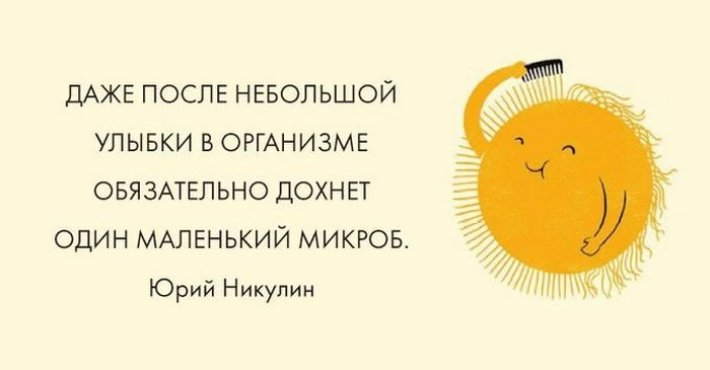 ДАЖЕ ПОСЛЕ НЕБОЛЬШОЙ
УЛЫБКИ В ОРГАНИЗМЕ
ОБЯЗАТЕЛЬНО ДОХНЕТ
ОДИН МАЛЕНЬКИЙ МИКРОБ.
Юрий Никулин